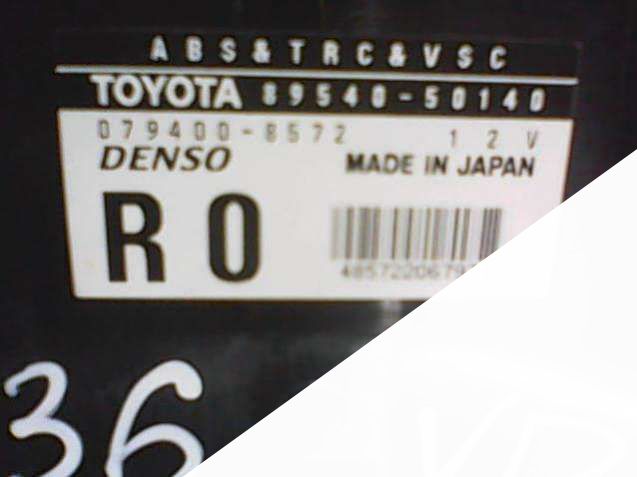 ABS&TRC&VSC
TOYOTA 89540-50140
079400-8572 12V
DENSO MADE IN JAPAN
R0
36